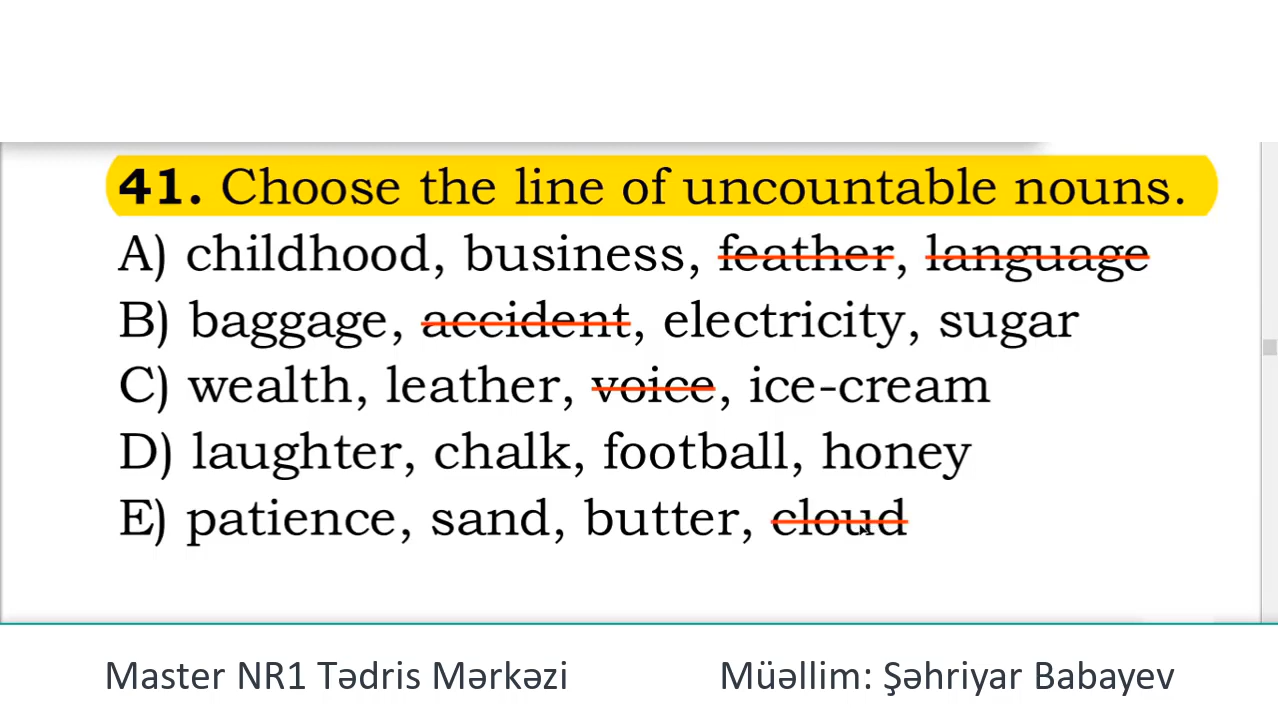 41. Choose the line of uncountable nouns.
A) childhood, business, feather, language
B) baggage, accident, electricity, sugar
C) wealth, leather, voice, ice-cream
D) laughter, chalk, football, honey
E) patience, sand, butter, cloud
Master NR1 Tədris Mərkəzi Müəllim: Şəhriyar Babayev